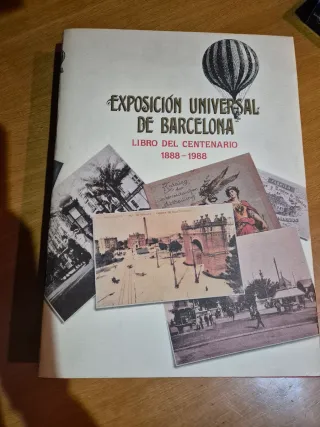 EXPOSICIÓN UNIVERSAL
DE BARCELONA
LIBRO DEL CENTENARIO
1888-1988